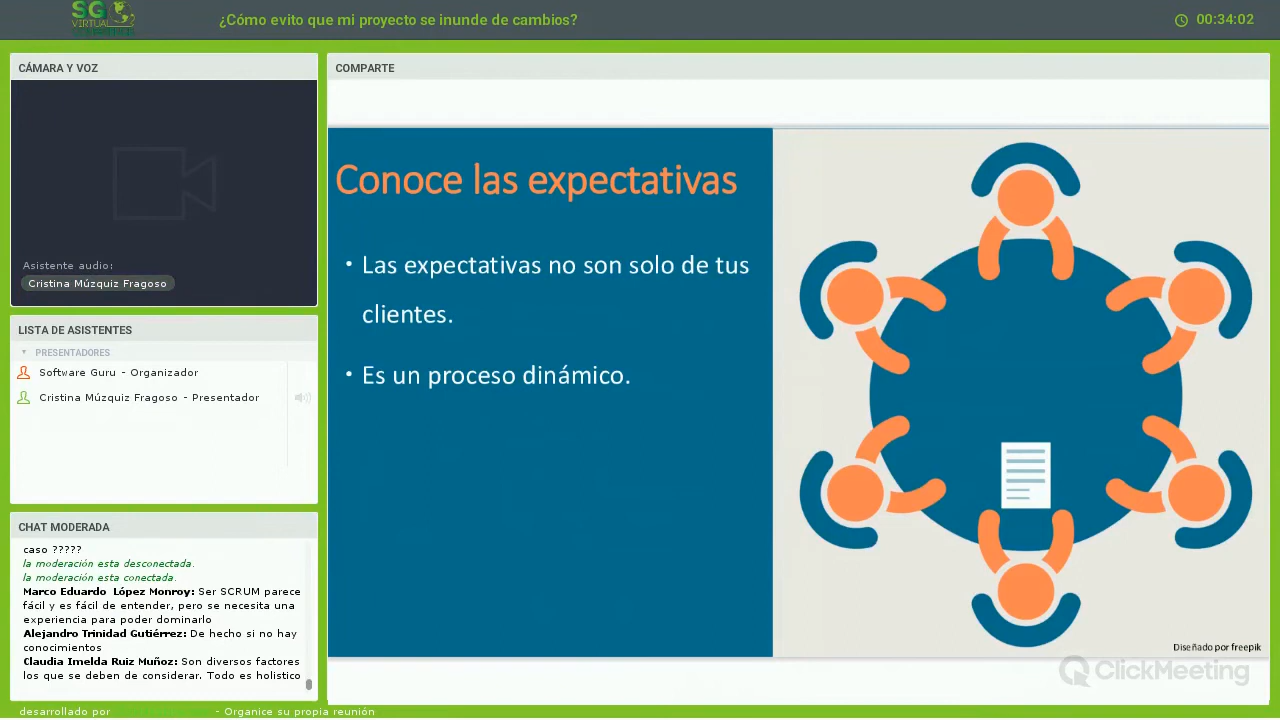 SG
VIRTUAL
¿Cómo evito que mi proyecto se inunde de cambios?
00:34:02
CÁMARA Y VOZ
Asistente audio:
Cristina Múzquiz Fragoso
LISTA DE ASISTENTES
PRESENTADORES
Software Guru - Organizador
Cristina Múzquiz Fragoso - Presentador
CHAT MODERADA
caso ?????
la moderación esta desconectada.
la moderación esta conectada.
Marco Eduardo López Monroy: Ser SCRUM parece
fácil y es fácil de entender, pero se necesita una
experiencia para poder dominarlo
Alejandro Trinidad Gutiérrez: De hecho si no hay
conocimientos
Claudia Imelda Ruiz Muñoz: Son diversos factores
los que se deben de considerar. Todo es holistico
COMPARTE
Conoce las expectativas
• Las expectativas no son solo de tus
clientes.
• Es un proceso dinámico.
Diseñado por freepik
ClickMeeting
desarrollado por - Organice su propia reunión